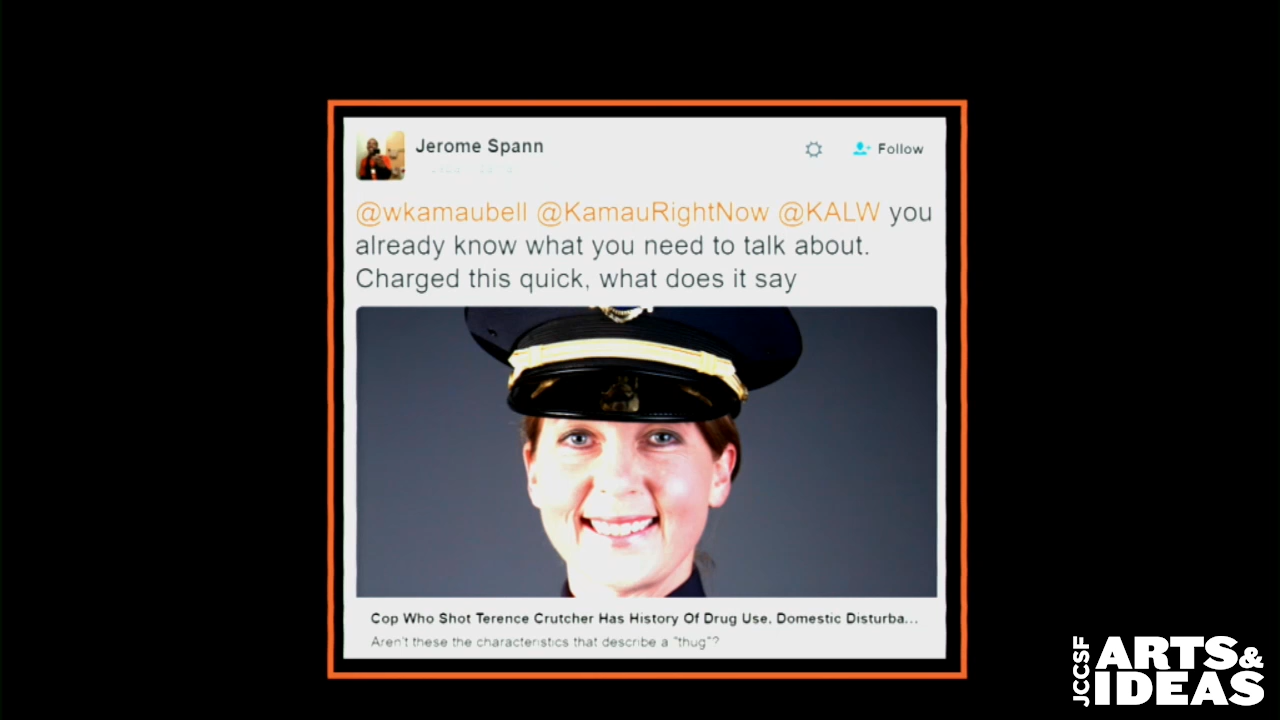 Jerome Spann
Follow
@wkamaubell @KamauRightNow @KALW you
already know what you need to talk about.
Charged this quick, what does it say
Cop Who Shot Terence Crutcher Has History Of Drug Use, Domestic Disturba...
Aren't these the characteristics that describe a "thug"?
JCCSF
ARTS&
IDEAS